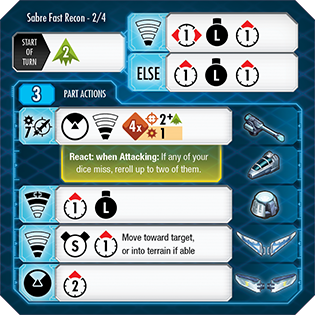 Sabre Fast Recon - 2/4
START OF TURN
2
1 L 1
ELSE
1 L 1
3 PART ACTIONS
7 4x 2+ 1
React: when Attacking: If any of your
dice miss, reroll up to two of them.
1 L
S 1 Move toward target,
or into terrain if able
2